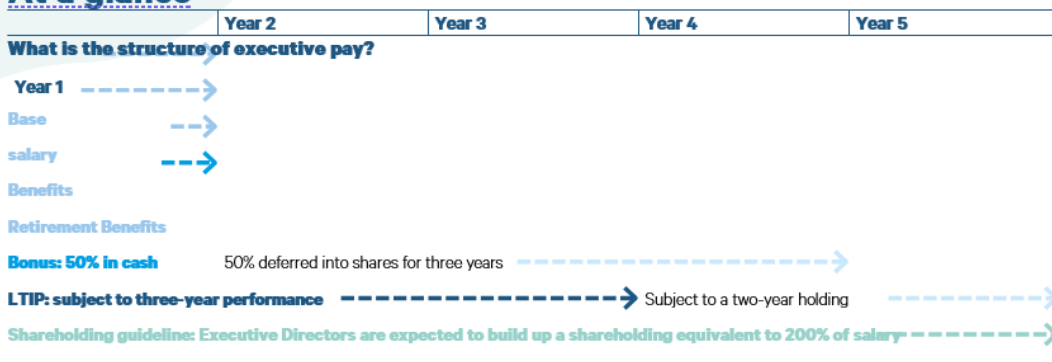 At a glance
Year 2 Year 3 Year 4 Year 5
What is the structure of executive pay?
Year 1
Base
salary
Benefits
Retirement Benefits
Bonus: 50% in cash 50% deferred into shares for three years
LTIP: subject to three-year performance Subject to a two-year holding
Shareholding guideline: Executive Directors are expected to build up a shareholding equivalent to 200% of salary